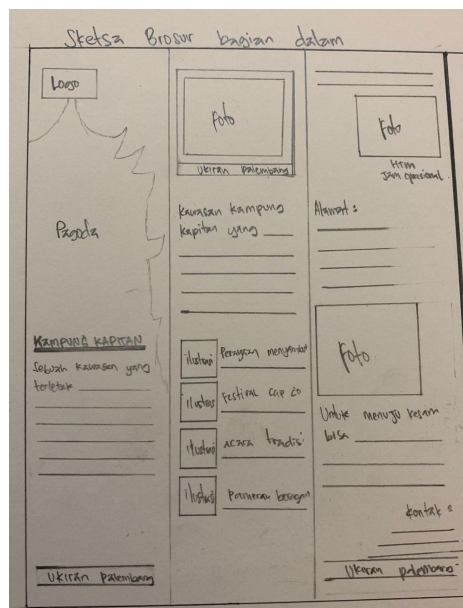 Sketsa Brosur bagian dalam
Logo
Pagoda
KAMPUNG KAPITAN
Sebuah kawasan yang
terletak
Ukiran Palembang
Foto
Ukiran Palembang
Kawasan Kampung
Kapitan yang
ilustrasi
Perayaan
ilustrasi
Festival Cap Go
ilustrasi
acara tradisi
ilustrasi
Pameran
Foto
HTM
Jam operasional.
Alamat :
Foto.
Untuk menuju kesana
bisa
Kontak :
Ukiran Palembang